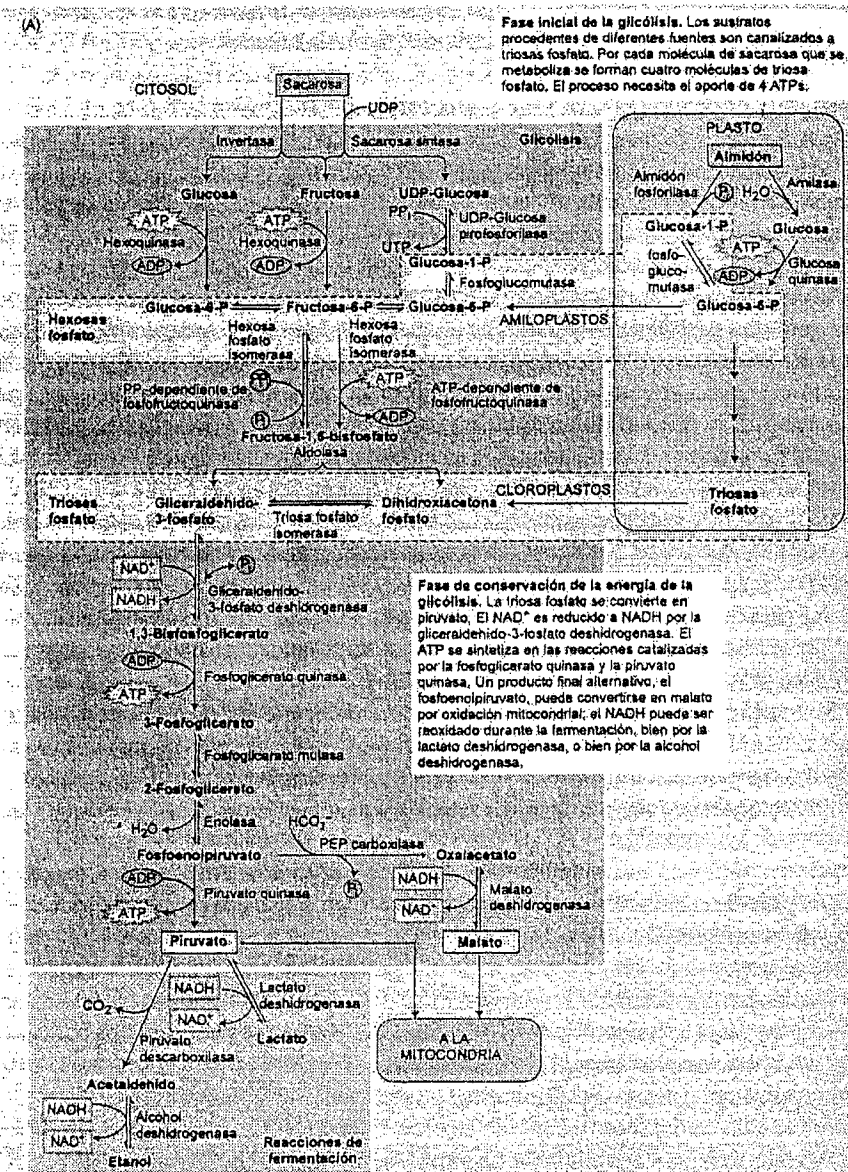 (A)
Fase inicial de la glicólisis. Los sustratos
procedentes de diferentes fuentes son canalizados a
triosas fosfato. Por cada molécula de sacarosa que se
metaboliza se forman cuatro moléculas de triosa
fosfato. El proceso necesita el aporte de 4 ATPs.
CITOSOL
Sacarosa
UDP
Invertasa
Sacarosa sintasa
Glicolisis
PLASTO
Almidón
Almidón
fosforilasa
Pi
H2O
Amilasa
Glucosa
Fructosa
UDP-Glucosa
ATP
Hexoquinasa
ADP
ATP
Hexoquinasa
ADP
PPi
UTP
UDP-Glucosa
pirofosforilasa
Glucosa-1-P
Fosfoglucomutasa
Glucosa-1-P
Glucosa
fosfo-
gluco-
mutasa
ATP
ADP
Glucosa
quinasa
Hexosas
fosfato
Glucosa-6-P
Fructosa-6-P
Glucosa-6-P
AMILOPLASTOS
Glucosa-6-P
Hexosa
fosfato
isomerasa
Hexosa
fosfato
isomerasa
PPi-dependiente de
fosfofructoquinasa
Pi
ATP
ADP
ATP-dependiente de
fosfofructoquinasa
Fructosa-1,6-bisfosfato
Aldolasa
Triosas
fosfato
Gliceraldehido-
3-fosfato
Triosa fosfato
isomerasa
Dihidroxiacetona
fosfato
CLOROPLASTOS
Triosas
fosfato
NAD+
NADH
Pi
Gliceraldehido-
3-fosfato deshidrogenasa
1,3-Bisfosfoglicerato
ADP
ATP
Fosfoglicerato quinasa
3-Fosfoglicerato
Fosfoglicerato mutasa
2-Fosfoglicerato
H2O
Enolasa
Fosfoenolpiruvato
HCO3-
PEP carboxilasa
Pi
Oxalacetato
ADP
ATP
Piruvato quinasa
NADH
NAD+
Malato
deshidrogenasa
Piruvato
Malato
Fase de conservación de la energía de la
glicólisis. La triosa fosfato se convierte en
piruvato. El NAD+ es reducido a NADH por la
gliceraldehido-3-fosfato deshidrogenasa. El
ATP se sintetiza en las reacciones catalizadas
por la fosfoglicerato quinasa y la piruvato
quinasa. Un producto final alternativo, el
fosfoenolpiruvato, puede convertirse en malato
por oxidación mitocondrial; el NADH puede ser
reoxidado durante la fermentación, bien por la
lactato deshidrogenasa, o bien por la alcohol
deshidrogenasa.
CO2
NADH
NAD+
Lactato
deshidrogenasa
Piruvato
descarboxilasa
Lactato
A LA
MITOCONDRIA
Acetaldehido
NADH
NAD+
Alcohol
deshidrogenasa
Etanol
Reacciones de
fermentación